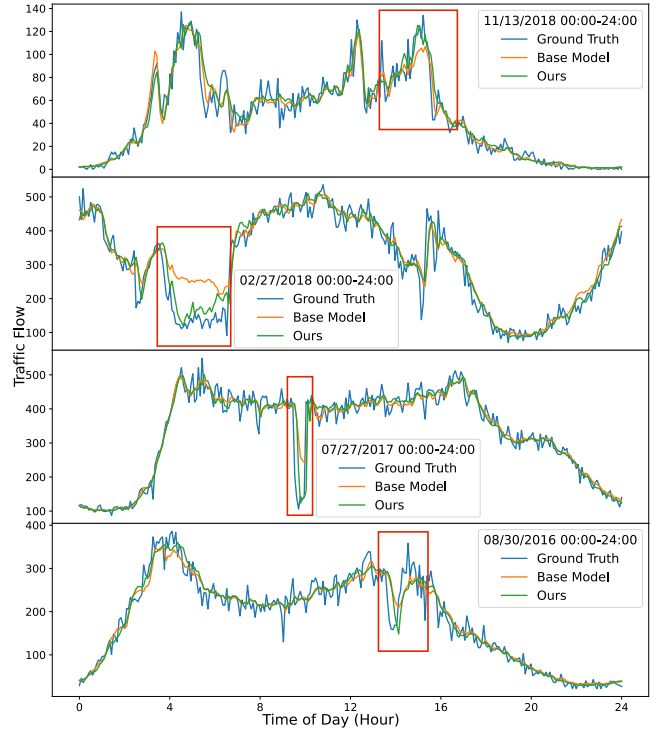 140
120
100
80
60
40
20
0
11/13/2018 00:00-24:00
Ground Truth
Base Model
Ours
500
400
300
200
100
02/27/2018 00:00-24:00
Ground Truth
Base Model
Ours
Traffic Flow
500
400
300
200
100
07/27/2017 00:00-24:00
Ground Truth
Base Model
Ours
400
300
200
100
08/30/2016 00:00-24:00
Ground Truth
Base Model
Ours
0 4 8 12 16 20 24
Time of Day (Hour)